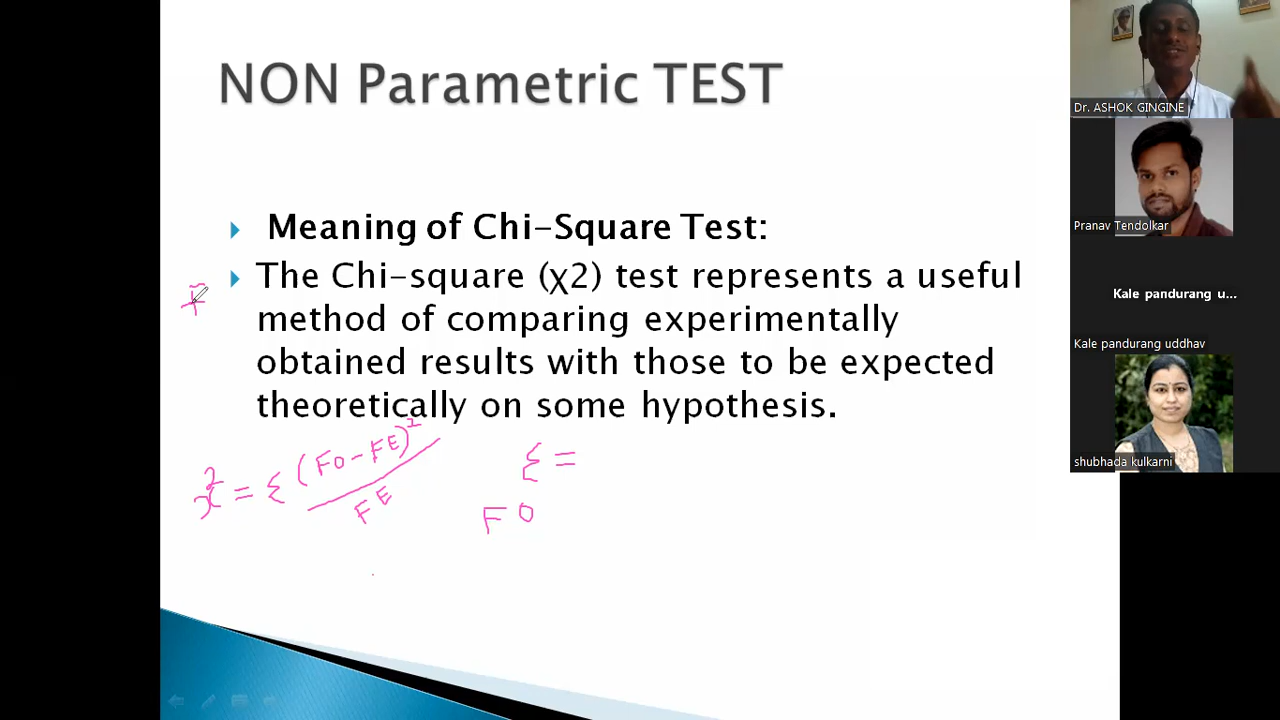 NON Parametric TEST
Meaning of Chi-Square Test:
The Chi-square (χ2) test represents a useful
method of comparing experimentally
obtained results with those to be expected
theoretically on some hypothesis.
x² = Σ (FO - FE)² / FE
Σ =
FO
F
Dr. ASHOK GINGINE
Pranav Tendolkar
Kale pandurang u...
Kale pandurang uddhav
shubhada kulkarni